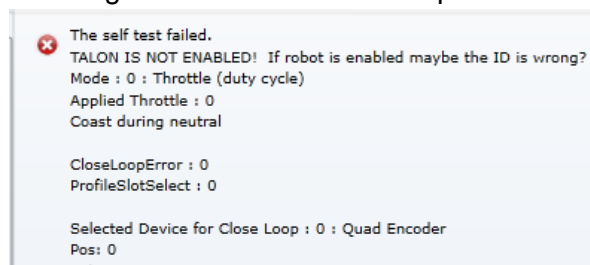 The self test failed.
TALON IS NOT ENABLED!  If robot is enabled maybe the ID is wrong?
Mode : 0 : Throttle (duty cycle)
Applied Throttle : 0
Coast during neutral
CloseLoopError : 0
ProfileSlotSelect : 0
Selected Device for Close Loop : 0 : Quad Encoder
Pos: 0